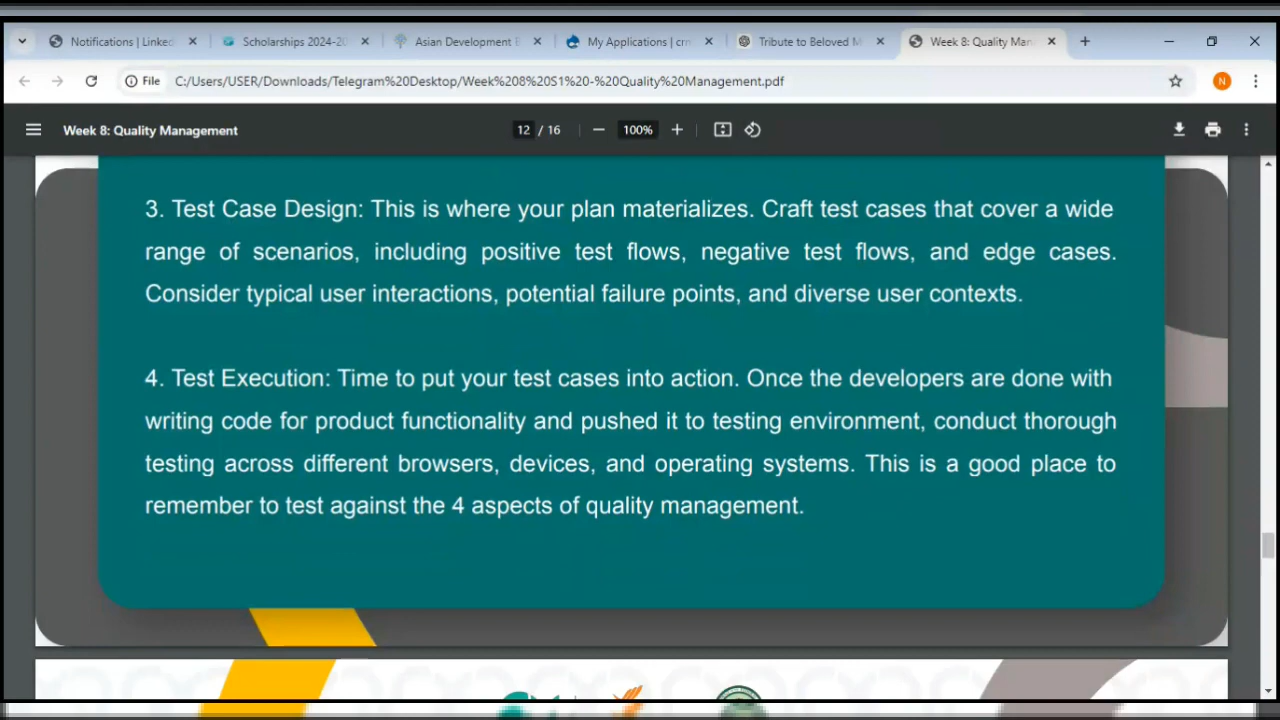 Notifications | Linke
Scholarships 2024-20
Asian Development
My Applications | crn
Tribute to Beloved M
Week 8: Quality Man
File
C:/Users/USER/Downloads/Telegram%20Desktop/Week%208%20S1%20-%20Quality%20Management.pdf
N
Week 8: Quality Management
12 / 16
100%
3. Test Case Design: This is where your plan materializes. Craft test cases that cover a wide
range of scenarios, including positive test flows, negative test flows, and edge cases.
Consider typical user interactions, potential failure points, and diverse user contexts.
4. Test Execution: Time to put your test cases into action. Once the developers are done with
writing code for product functionality and pushed it to testing environment, conduct thorough
testing across different browsers, devices, and operating systems. This is a good place to
remember to test against the 4 aspects of quality management.